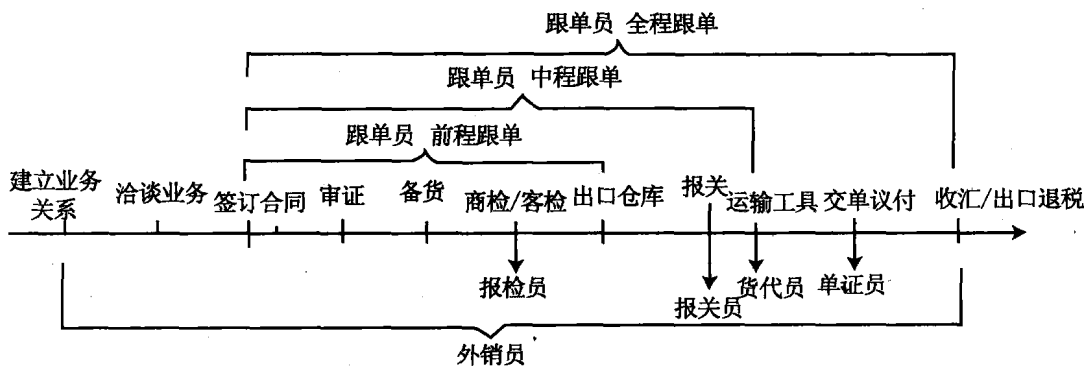 跟单员 全程跟单
跟单员 中程跟单
跟单员 前程跟单
建立业务
关系
洽谈业务
签订合同
审证
备货
商检/客检
出口仓库
报关
运输工具
交单议付
收汇/出口退税
报检员
报关员
货代员
单证员
外销员